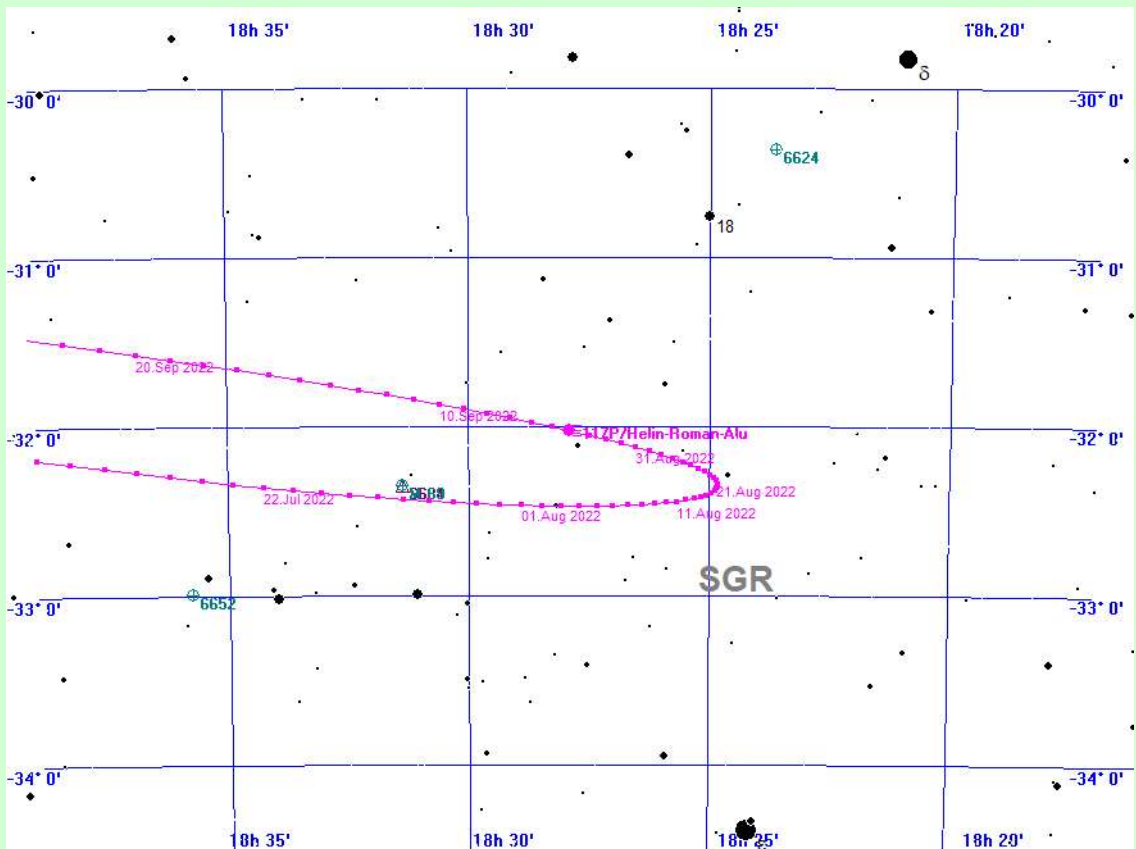 18h 35' 18h 30' 18h 25' 18h 20'
δ
-30° 0' -30° 0'
6624
18
-31° 0' -31° 0'
20.Sep 2022
10.Sep 2022
-32° 0' 117P/Helin-Roman-Alu -32° 0'
31.Aug 2022
22.Jul 2022
21.Aug 2022
01.Aug 2022 11.Aug 2022
SGR
6652
-33° 0' -33° 0'
-34° 0' -34° 0'
18h 35' 18h 30' 18h 25' 18h 20'